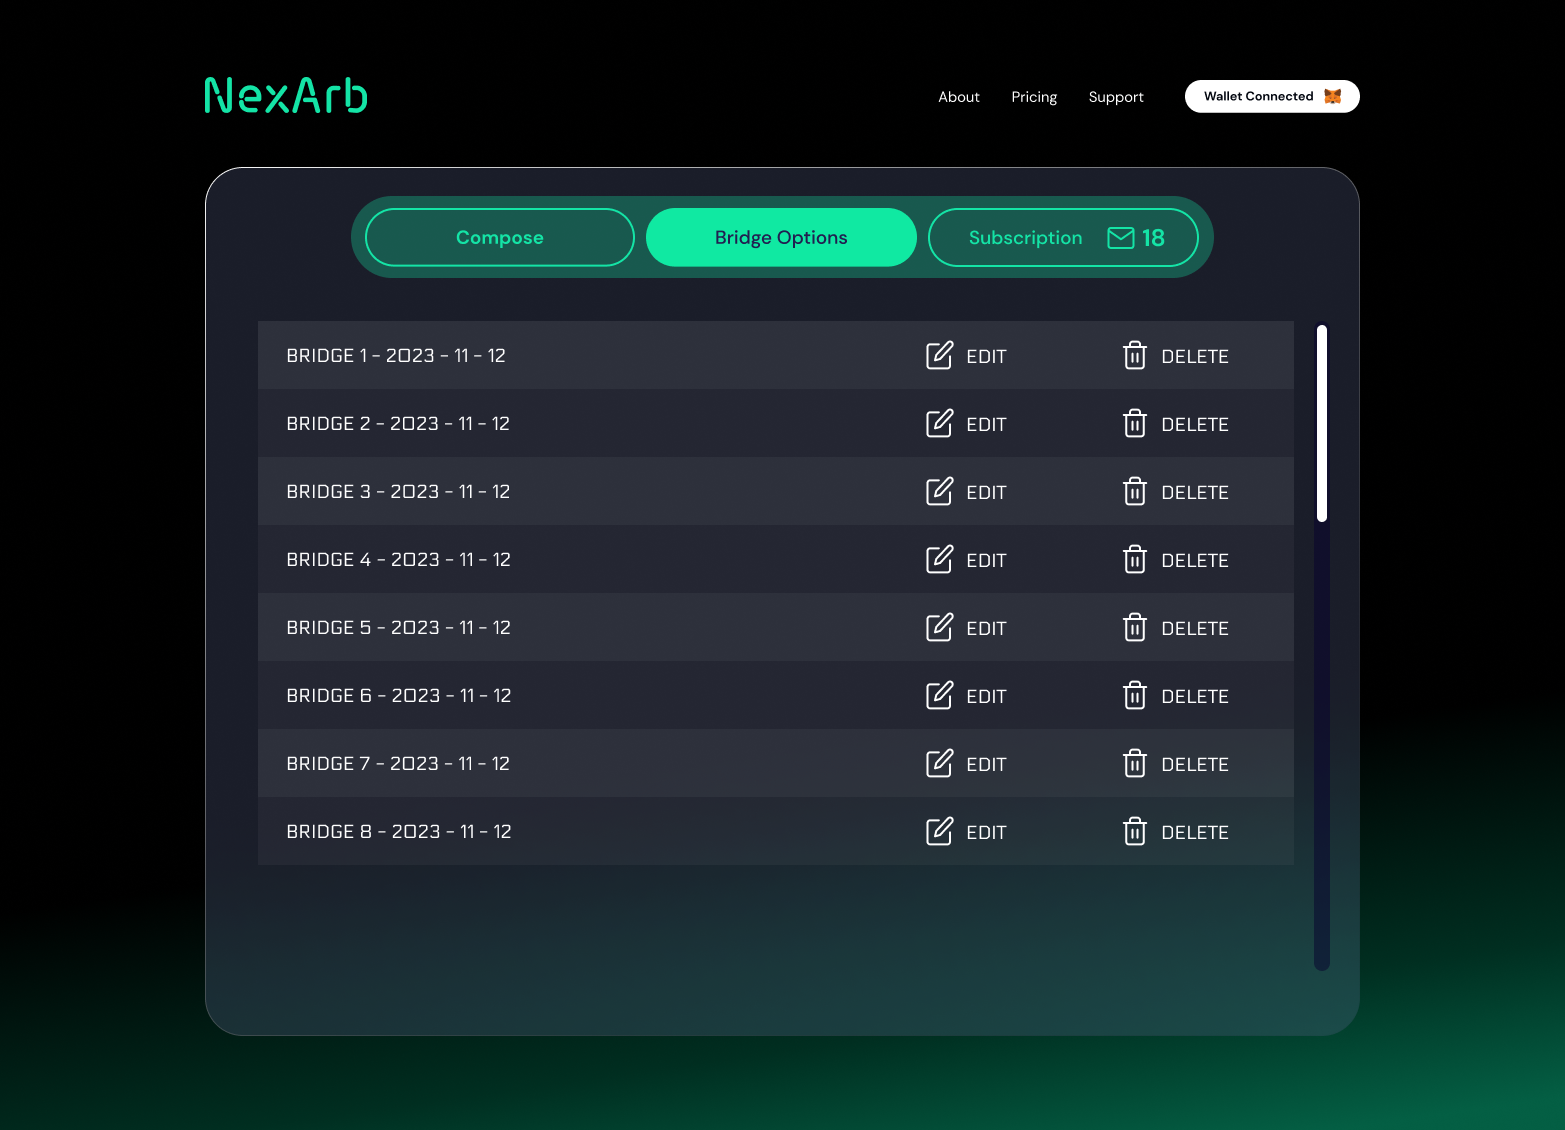 NexArb
About Pricing Support Wallet Connected
Compose Bridge Options Subscription 18
BRIDGE 1 - 2023 - 11 - 12 EDIT DELETE
BRIDGE 2 - 2023 - 11 - 12 EDIT DELETE
BRIDGE 3 - 2023 - 11 - 12 EDIT DELETE
BRIDGE 4 - 2023 - 11 - 12 EDIT DELETE
BRIDGE 5 - 2023 - 11 - 12 EDIT DELETE
BRIDGE 6 - 2023 - 11 - 12 EDIT DELETE
BRIDGE 7 - 2023 - 11 - 12 EDIT DELETE
BRIDGE 8 - 2023 - 11 - 12 EDIT DELETE